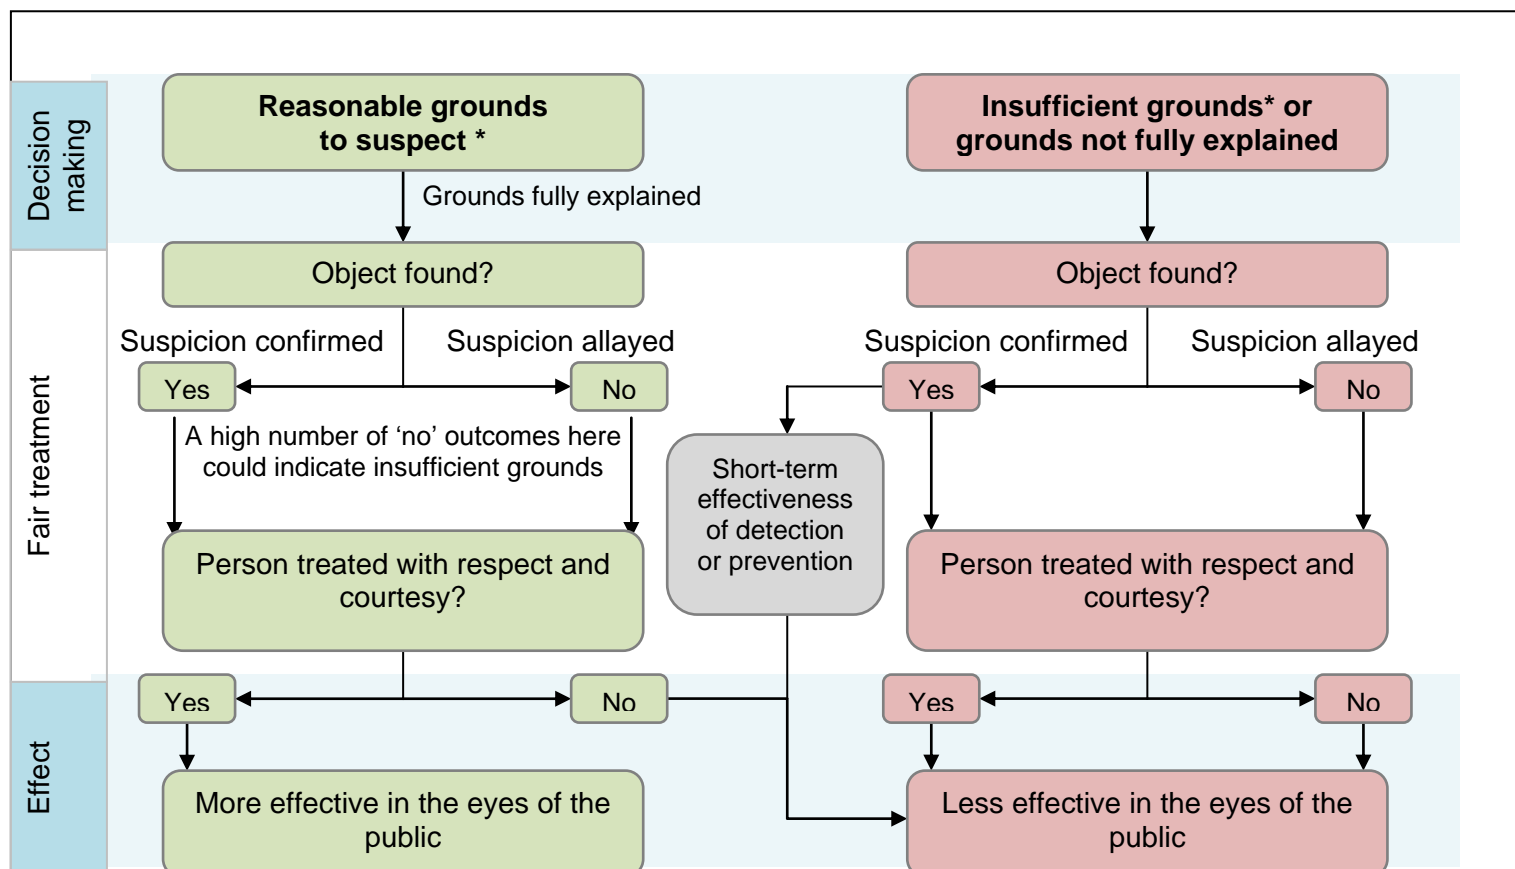 Decision
making
Reasonable grounds
to suspect *
Insufficient grounds* or
grounds not fully explained
Grounds fully explained
Fair treatment
Object found?
Object found?
Suspicion confirmed
Suspicion allayed
Suspicion confirmed
Suspicion allayed
Yes
No
Yes
No
A high number of ‘no’ outcomes here
could indicate insufficient grounds
Short-term
effectiveness
of detection
or prevention
Person treated with respect and
courtesy?
Person treated with respect and
courtesy?
Effect
Yes
No
Yes
No
More effective in the eyes of the
public
Less effective in the eyes of the
public